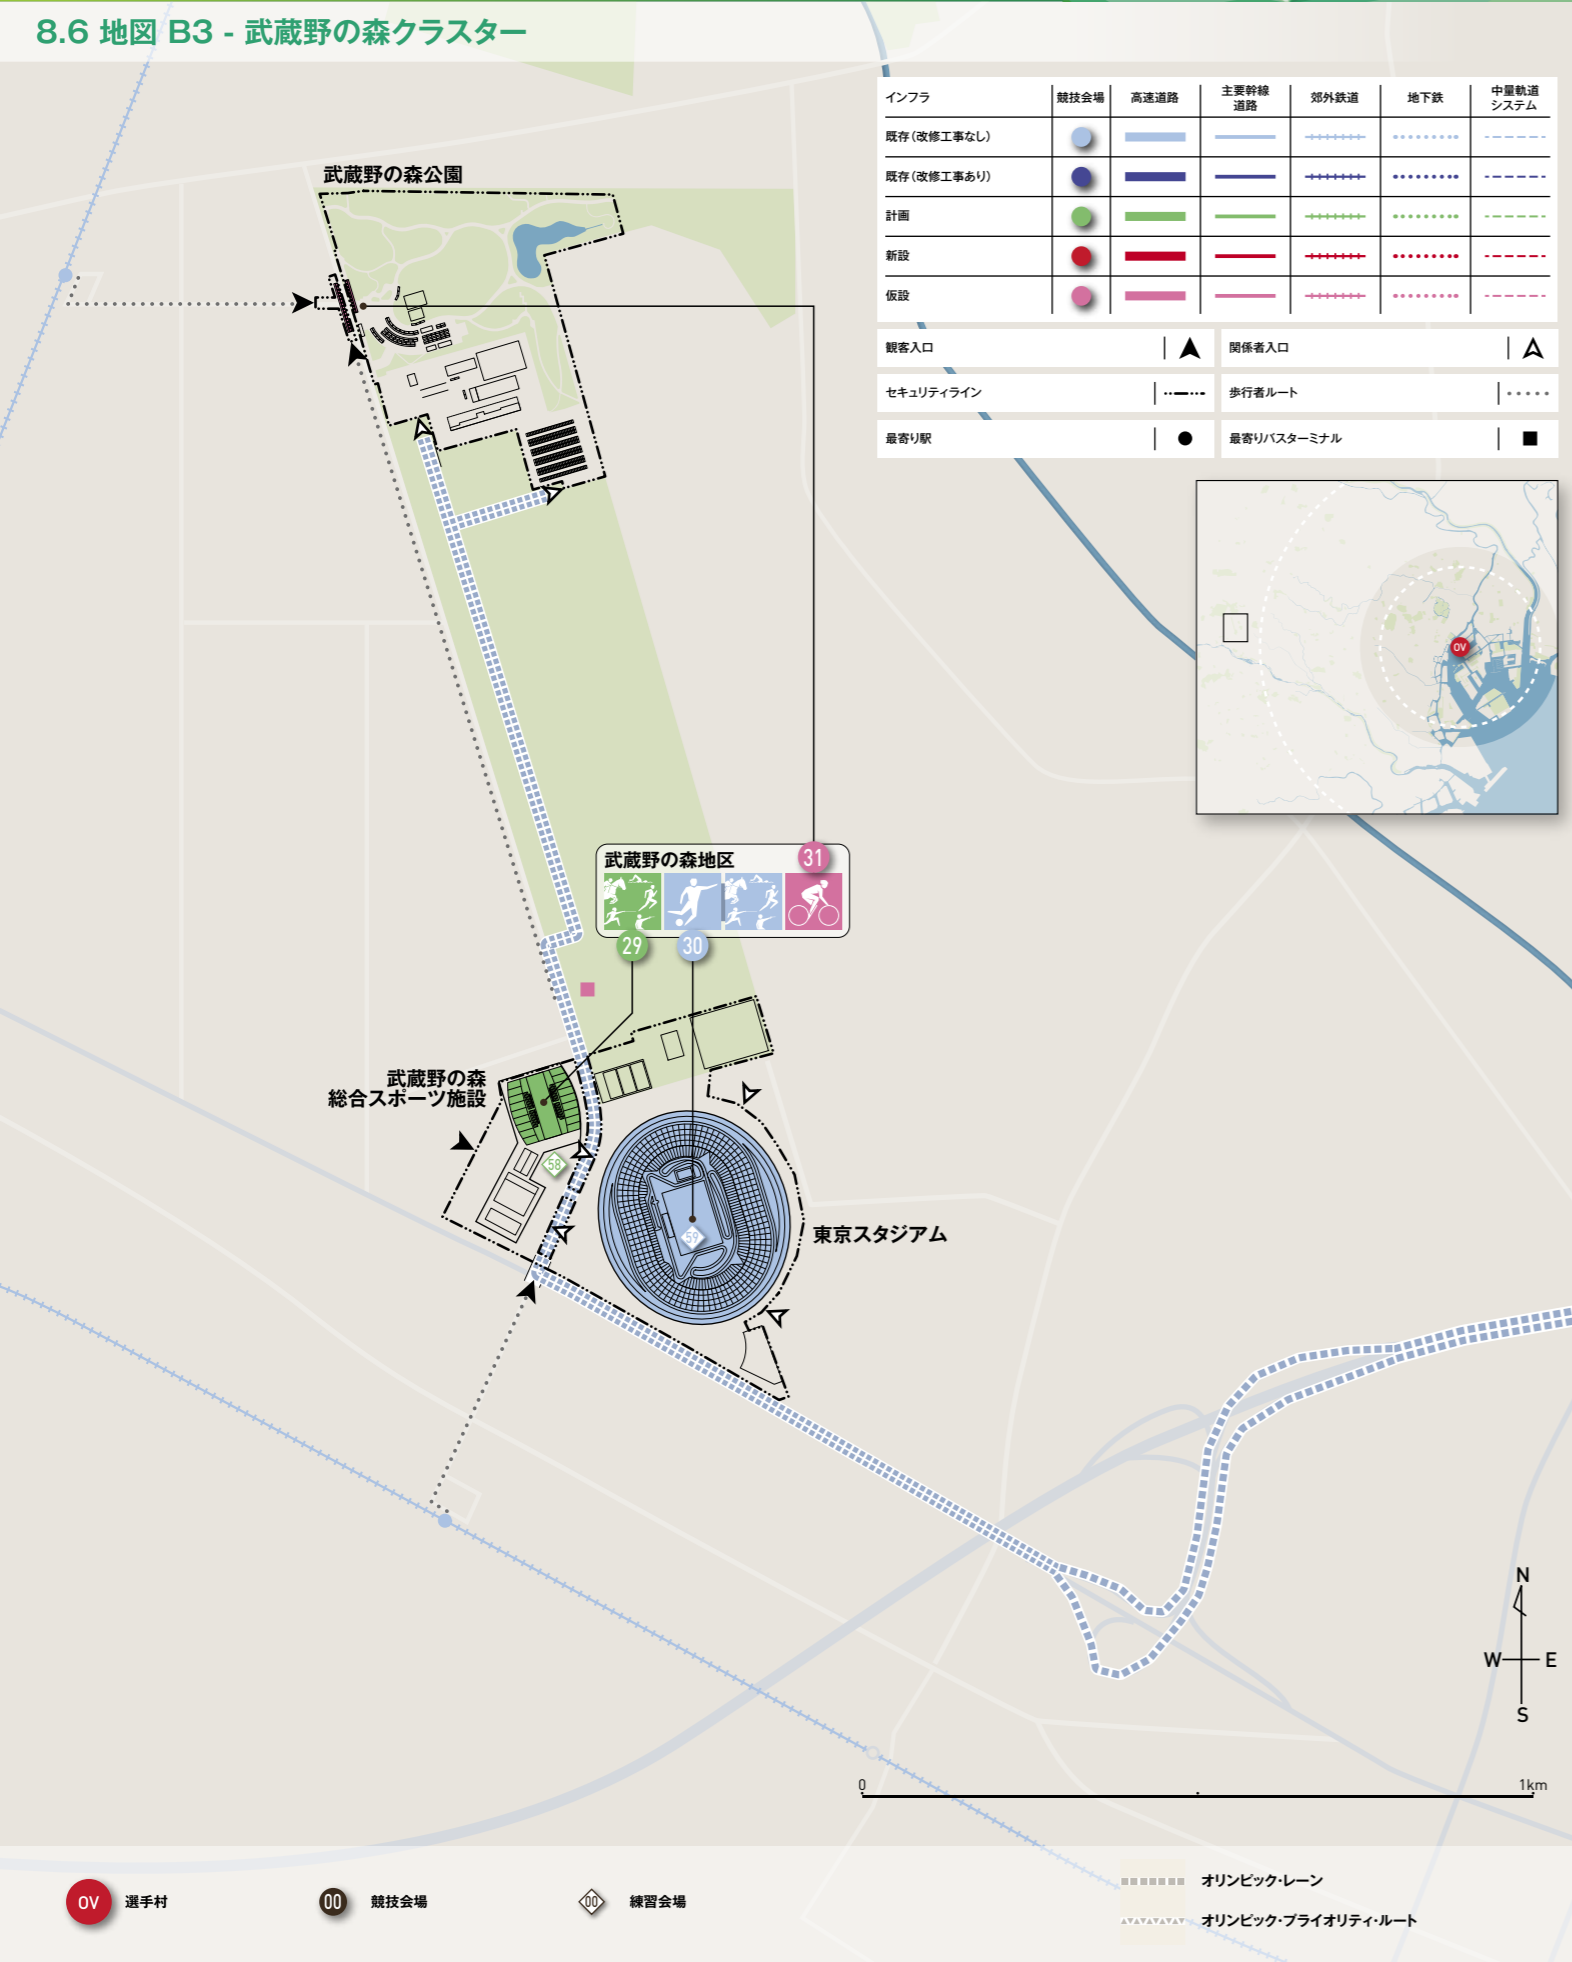 8.6 地図 B3 - 武蔵野の森クラスター
インフラ
競技会場
高速道路
主要幹線
道路
郊外鉄道
地下鉄
中量軌道
システム
既存（改修工事なし）
既存（改修工事あり）
計画
新設
仮設
観客入口
関係者入口
セキュリティライン
歩行者ルート
最寄り駅
最寄りバスターミナル
OV
武蔵野の森公園
武蔵野の森地区
31
29
30
武蔵野の森
総合スポーツ施設
58
59
東京スタジアム
N
W
E
S
0
1km
OV
選手村
00
競技会場
00
練習会場
オリンピック・レーン
オリンピック・プライオリティ・ルート